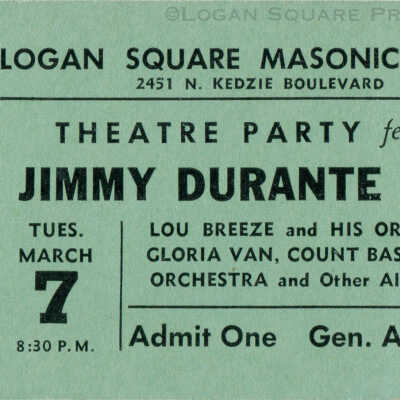 ©Logan Square Pr
LOGAN SQUARE MASONIC
2451 N. KEDZIE BOULEVARD
THEATRE PARTY fe
JIMMY DURANTE
TUES.
MARCH
7
8:30 P.M.
LOU BREEZE and HIS OR
GLORIA VAN, COUNT BAS
ORCHESTRA and Other Al
Admit One Gen. A